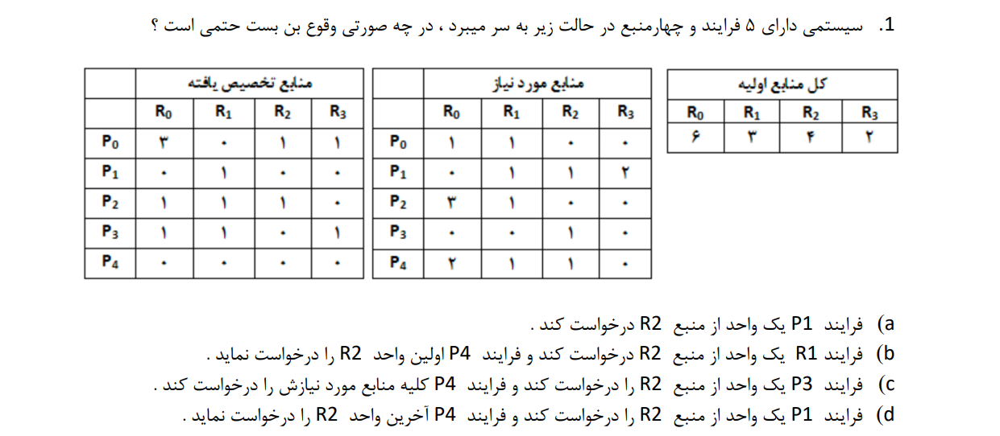 1. سیستمی دارای ۵ فرایند و چهارمنبع در حالت زیر به سر میبرد ، در چه صورتی وقوع بن بست حتمی است ؟
منابع تخصیص یافته
R0 R1 R2 R3
P0 ۳ ۰ ۱ ۱
P1 ۰ ۱ ۰ ۰
P2 ۱ ۱ ۱ ۰
P3 ۱ ۱ ۰ ۱
P4 ۰ ۰ ۰ ۰
منابع مورد نیاز
R0 R1 R2 R3
P0 ۱ ۱ ۰ ۰
P1 ۰ ۱ ۱ ۲
P2 ۳ ۱ ۰ ۰
P3 ۰ ۰ ۱ ۰
P4 ۲ ۱ ۱ ۰
کل منابع اولیه
R0 R1 R2 R3
۶ ۳ ۴ ۲
a) فرایند P1 یک واحد از منبع R2 درخواست کند .
b) فرایند R1 یک واحد از منبع R2 درخواست کند و فرایند P4 اولین واحد R2 را درخواست نماید .
c) فرایند P3 یک واحد از منبع R2 را درخواست کند و فرایند P4 کلیه منابع مورد نیازش را درخواست کند .
d) فرایند P1 یک واحد از منبع R2 را درخواست کند و فرایند P4 آخرین واحد R2 را درخواست نماید .